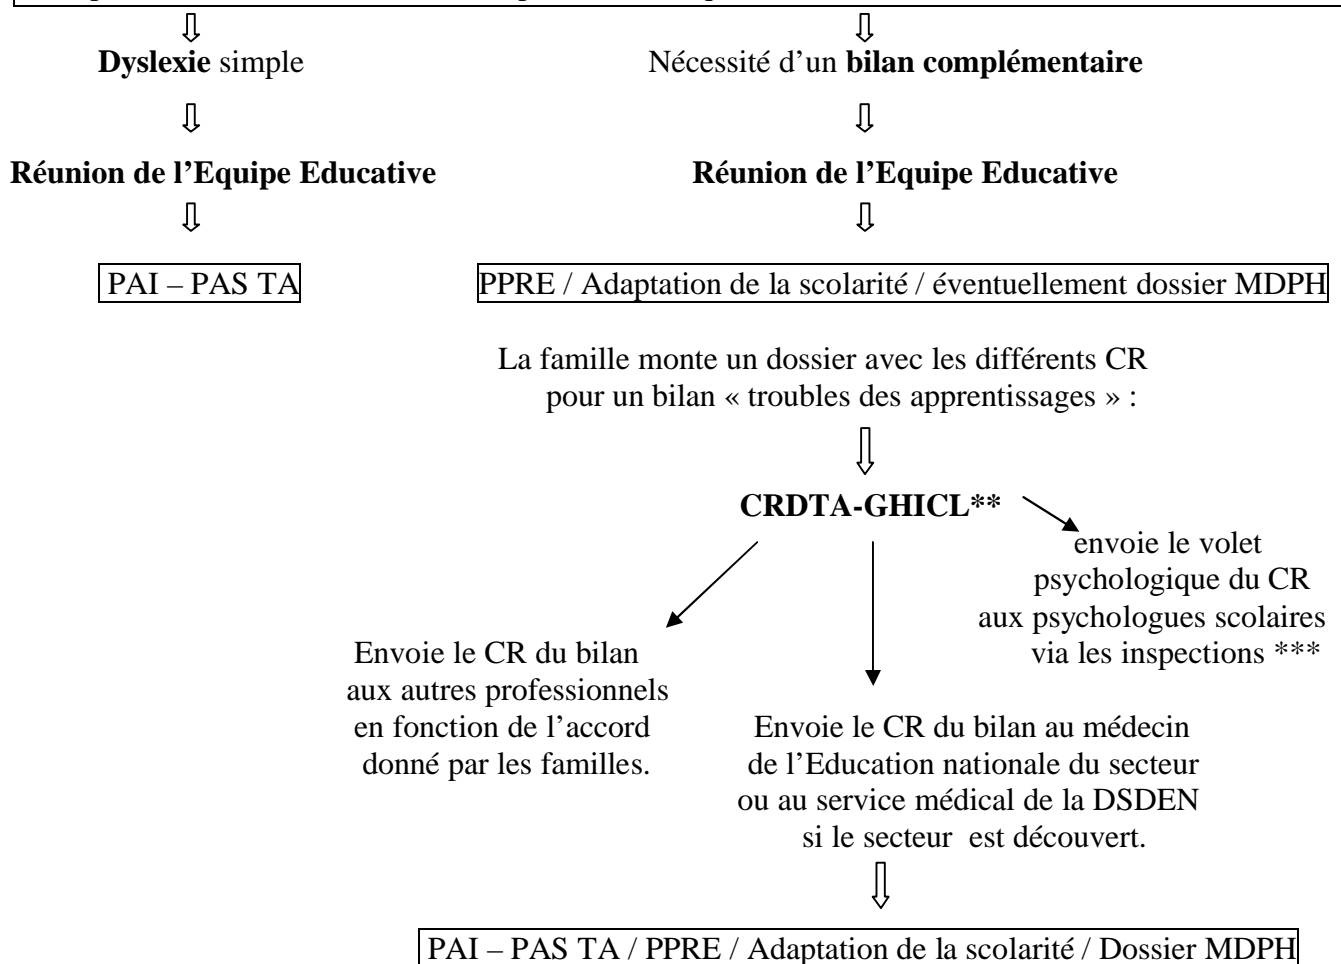 Dyslexie simple
Nécessité d’un bilan complémentaire
Réunion de l’Equipe Educative
Réunion de l’Equipe Educative
PAI – PAS TA
PPRE / Adaptation de la scolarité / éventuellement dossier MDPH
La famille monte un dossier avec les différents CR
pour un bilan « troubles des apprentissages » :
CRDTA-GHICL**
envoie le volet
psychologique du CR
aux psychologues scolaires
via les inspections ***
Envoie le CR du bilan
aux autres professionnels
en fonction de l’accord
donné par les familles.
Envoie le CR du bilan au médecin
de l’Education nationale du secteur
ou au service médical de la DSDEN
si le secteur est découvert.
PAI – PAS TA / PPRE / Adaptation de la scolarité / Dossier MDPH